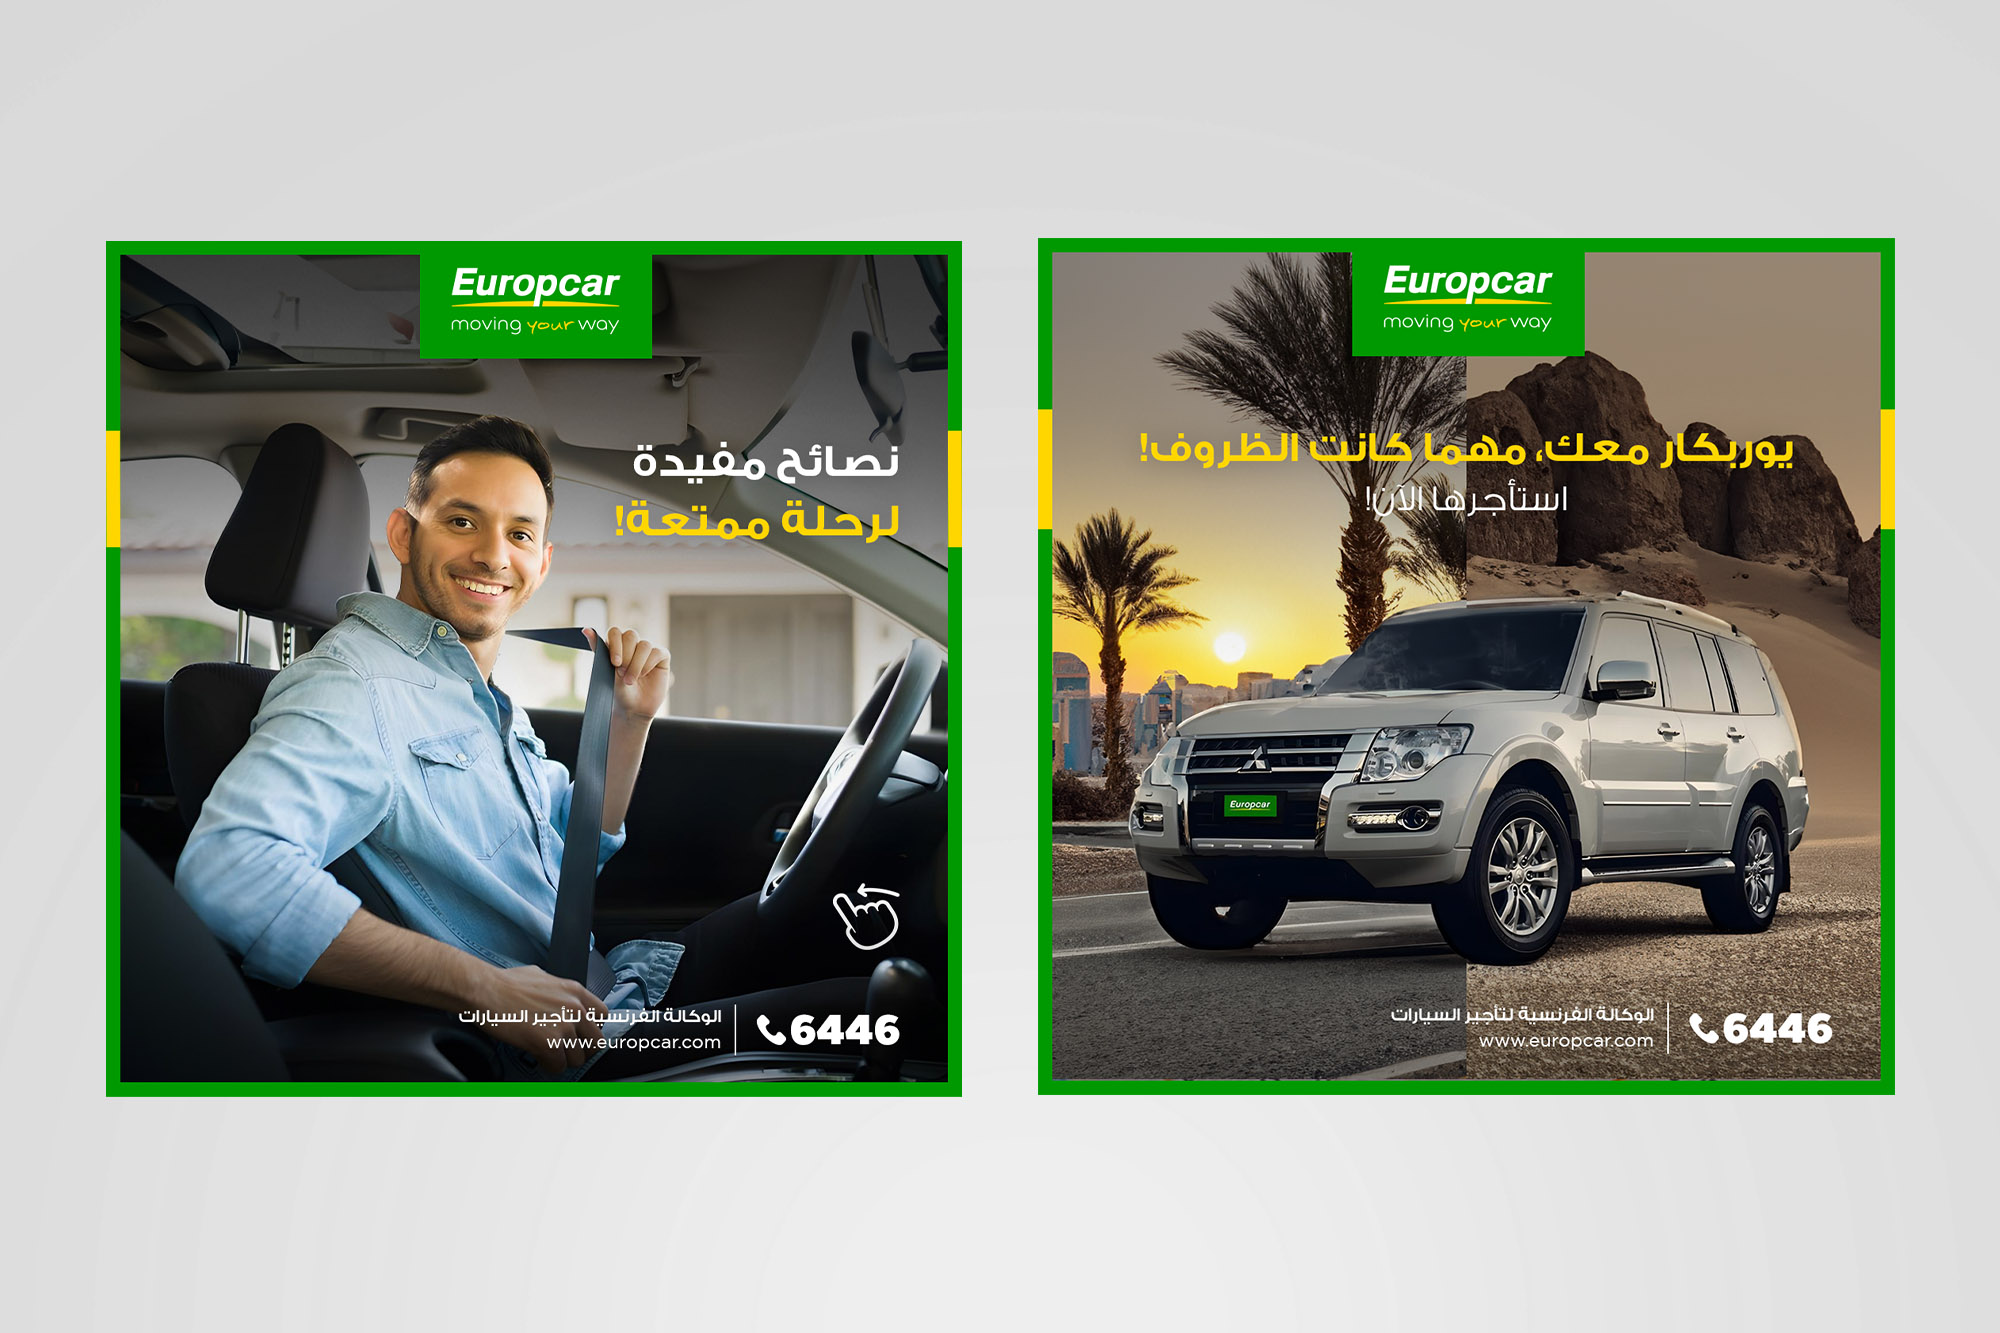 Europcar
moving your way
نصائح مفيدة
لرحلة ممتعة!
الوكالة الفرنسية لتأجير السيارات
www.europcar.com
6446
Europcar
moving your way
يوربكار معك، مهما كانت الظروف!
استأجرها الآن!
Europcar
الوكالة الفرنسية لتأجير السيارات
www.europcar.com
6446